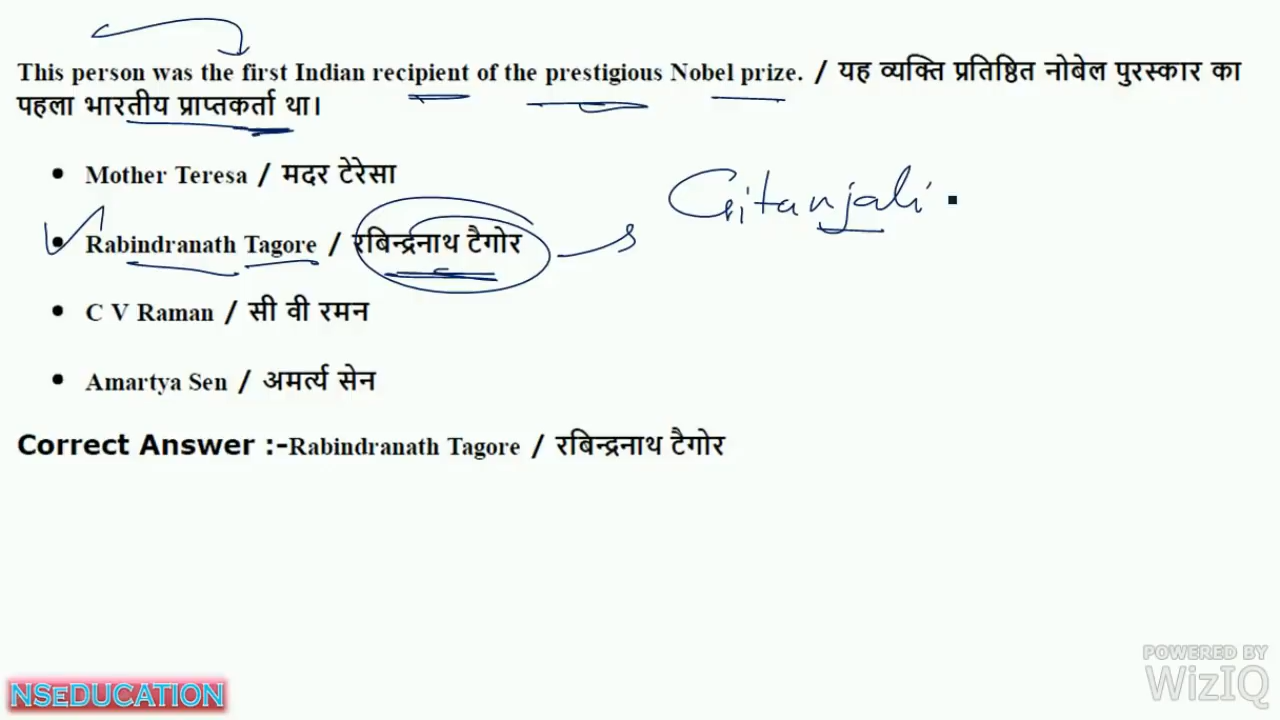 This person was the first Indian recipient of the prestigious Nobel prize. / यह व्यक्ति प्रतिष्ठित नोबेल पुरस्कार का
पहला भारतीय प्राप्तकर्ता था।
Mother Teresa / मदर टेरेसा
Gitanjali
Rabindranath Tagore / रबिन्द्रनाथ टैगोर
C V Raman / सी वी रमन
Amartya Sen / अमर्त्य सेन
Correct Answer :-Rabindranath Tagore / रबिन्द्रनाथ टैगोर
POWERED BY
WizIQ
NSEDUCATION